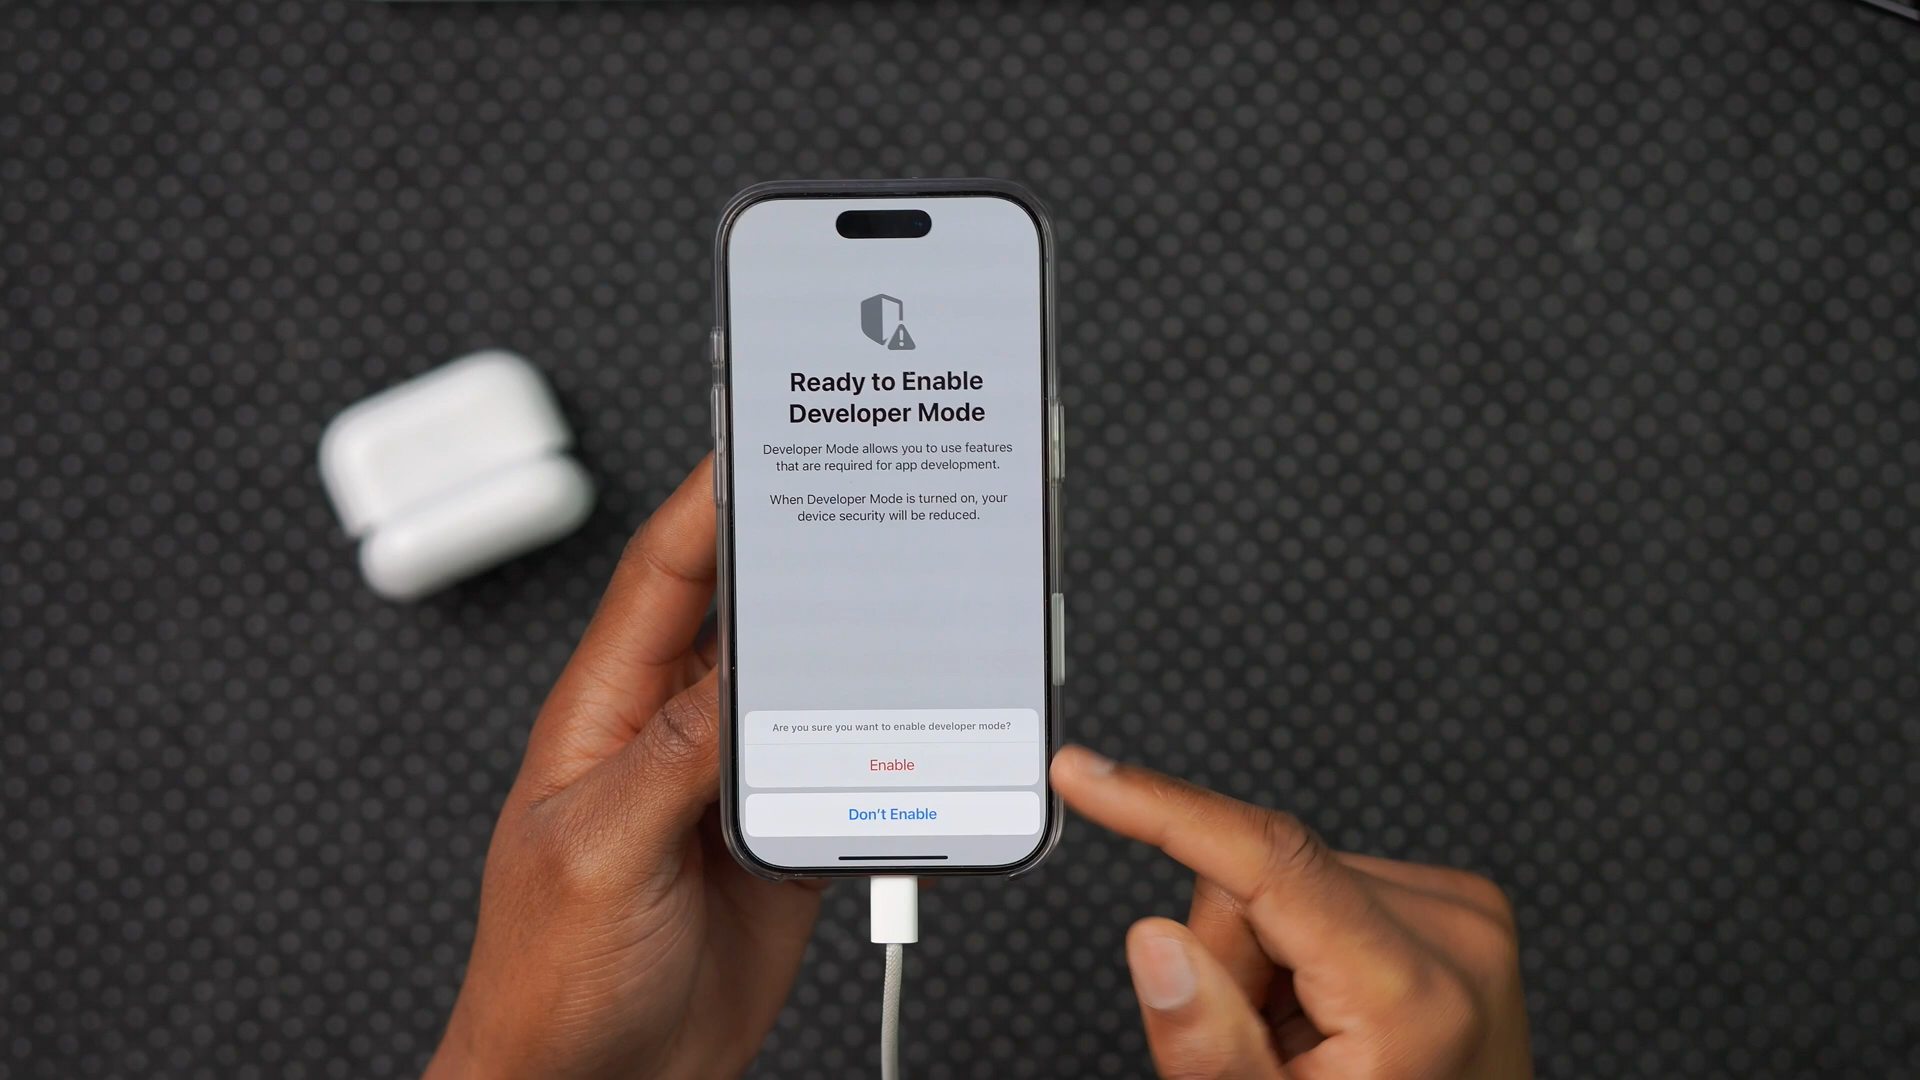 Ready to Enable
Developer Mode
Developer Mode allows you to use features
that are required for app development.
When Developer Mode is turned on, your
device security will be reduced.
Are you sure you want to enable developer mode?
Enable
Don’t Enable